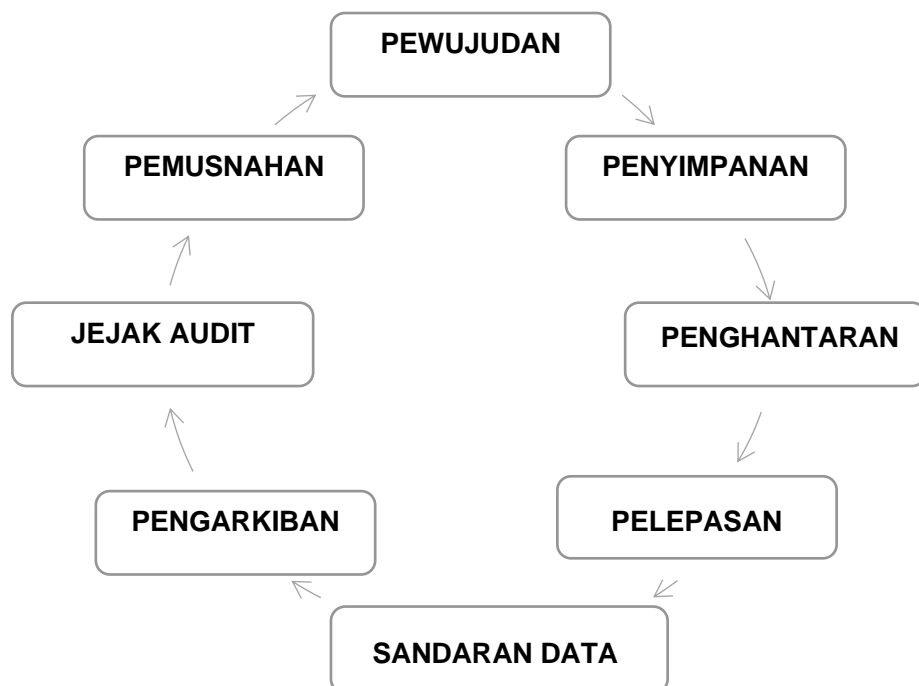 PEWUJUDAN
PENYIMPANAN
PENGHANTARAN
PELEPASAN
SANDARAN DATA
PENGARKIBAN
JEJAK AUDIT
PEMUSNAHAN